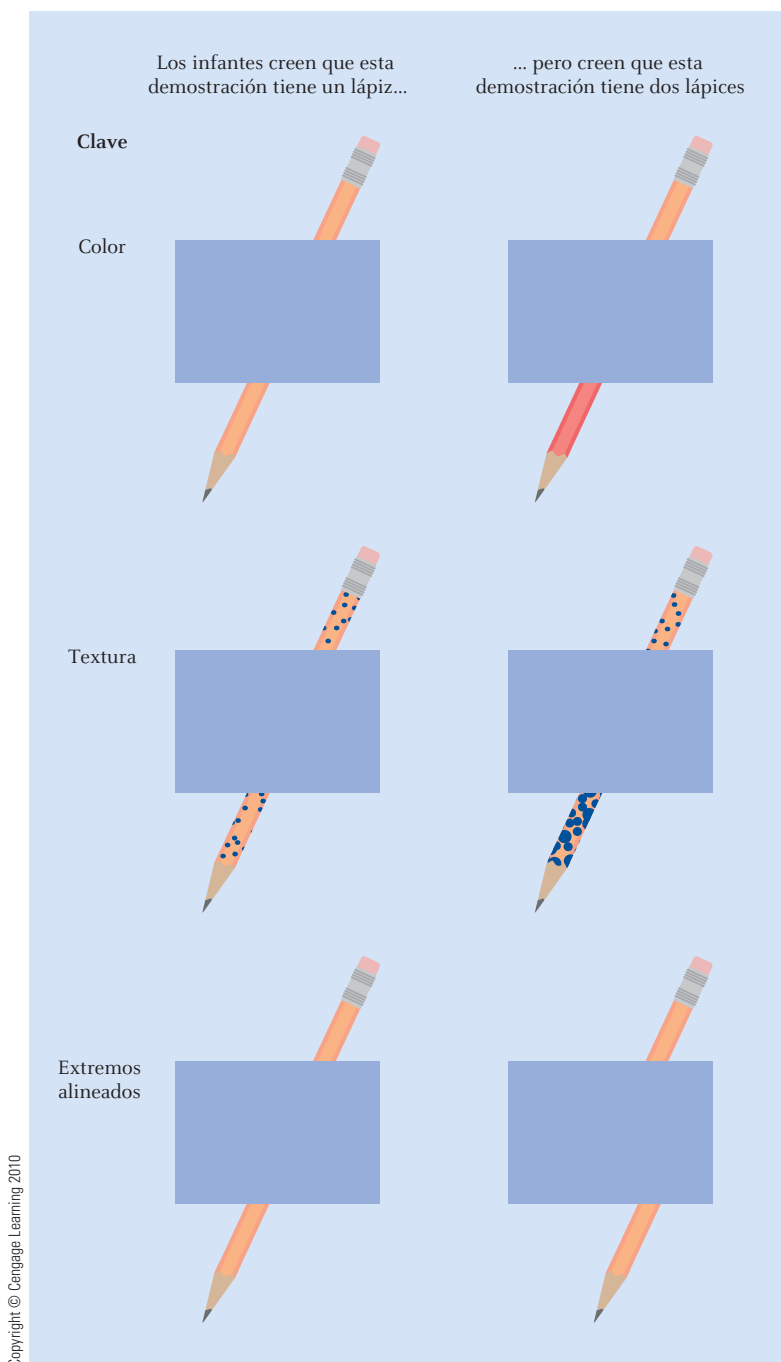 Los infantes creen que esta
demostración tiene un lápiz...
... pero creen que esta
demostración tiene dos lápices
Clave
Color
Textura
Extremos
alineados
Copyright © Cengage Learning 2010